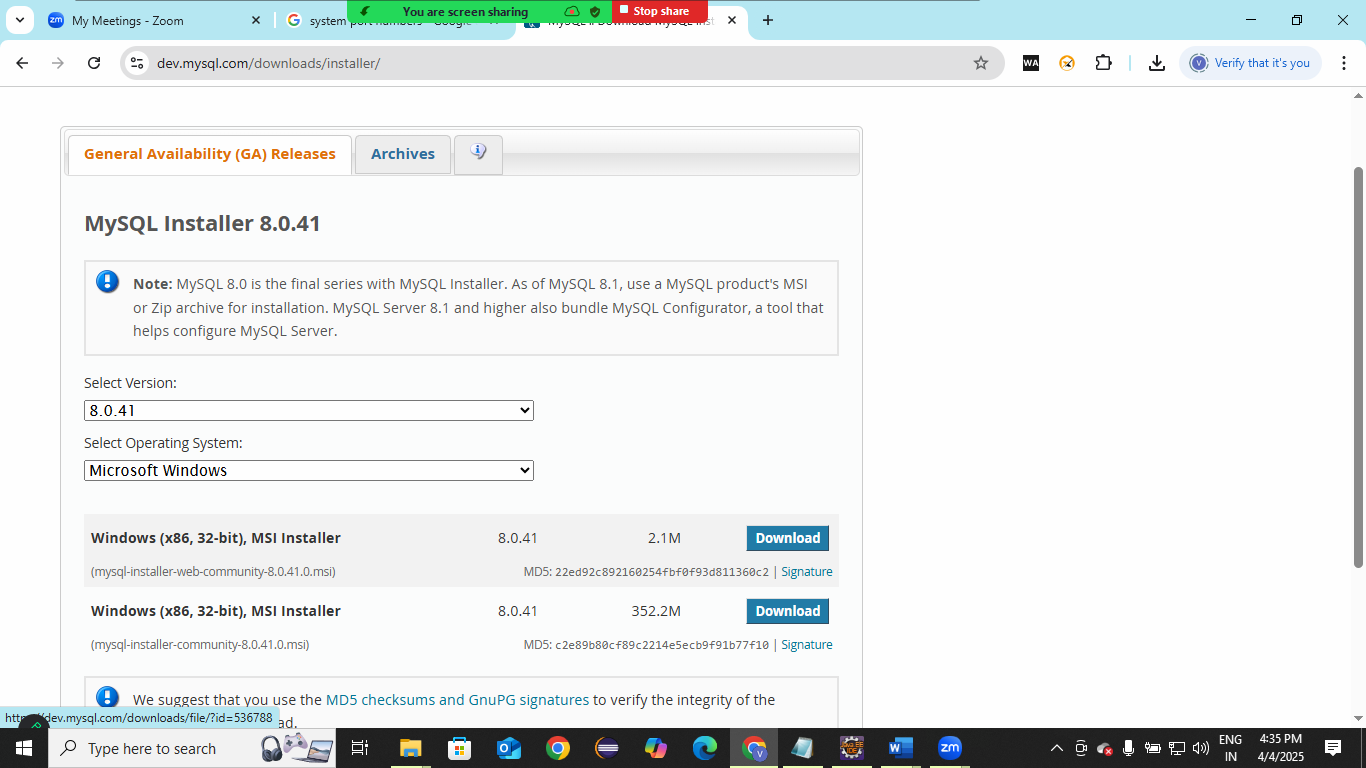 My Meetings - Zoom
system port numbers - Google
You are screen sharing
Stop share
MySQL :: Download MySQL Inst
dev.mysql.com/downloads/installer/
WA
V
Verify that it's you
General Availability (GA) Releases
Archives
MySQL Installer 8.0.41
Note: MySQL 8.0 is the final series with MySQL Installer. As of MySQL 8.1, use a MySQL product's MSI
or Zip archive for installation. MySQL Server 8.1 and higher also bundle MySQL Configurator, a tool that
helps configure MySQL Server.
Select Version:
8.0.41
Select Operating System:
Microsoft Windows
Windows (x86, 32-bit), MSI Installer 8.0.41 2.1M Download
(mysql-installer-web-community-8.0.41.0.msi) MD5: 22ed92c892160254fbf0f93d811360c2 | Signature
Windows (x86, 32-bit), MSI Installer 8.0.41 352.2M Download
(mysql-installer-community-8.0.41.0.msi) MD5: c2e89b80cf89c2214e5ecb9f91b77f10 | Signature
We suggest that you use the MD5 checksums and GnuPG signatures to verify the integrity of the
https://dev.mysql.com/downloads/file/?id=536788
Type here to search
ENG
IN
4:35 PM
4/4/2025